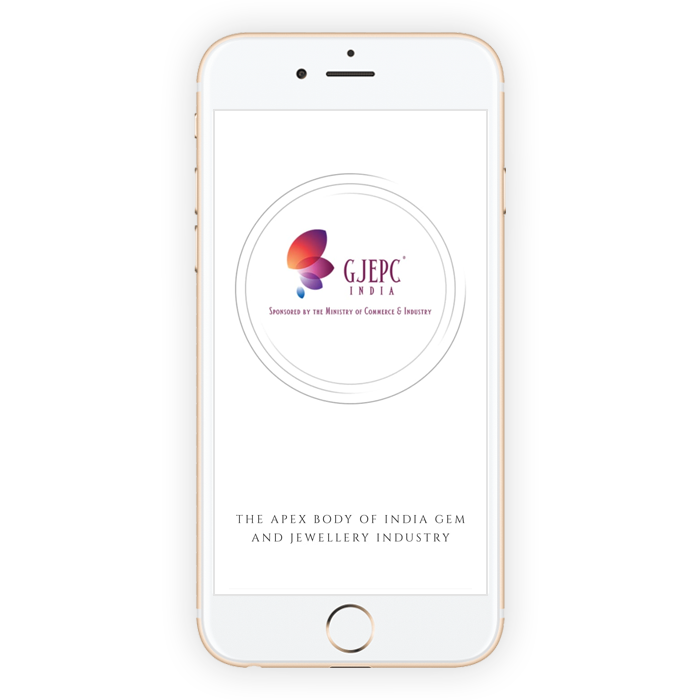 GJEPC®
INDIA
SPONSORED BY THE MINISTRY OF COMMERCE & INDUSTRY
THE APEX BODY OF INDIA GEM
AND JEWELLERY INDUSTRY